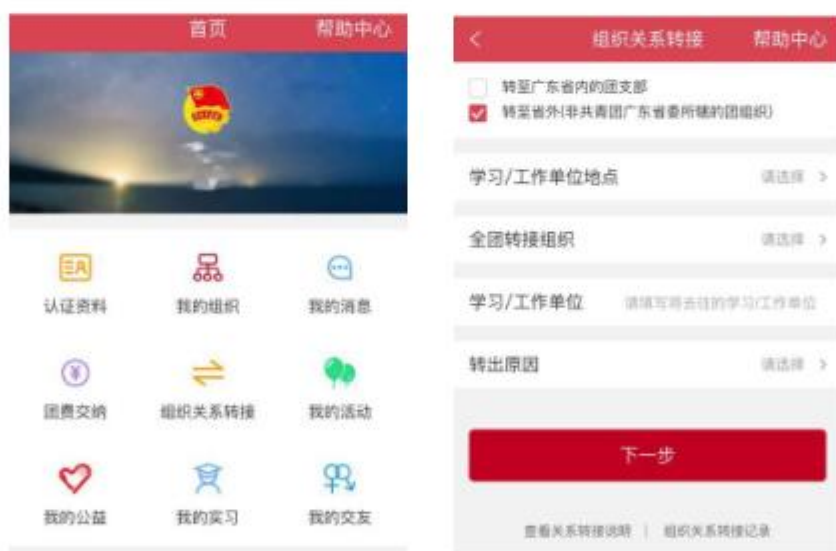 首页
帮助中心
认证资料
我的组织
我的消息
团费交纳
组织关系转接
我的活动
我的公益
我的实习
我的交友
组织关系转接
帮助中心
转至广东省内的团支部
转至省外(非共青团广东省委所辖的团组织)
学习/工作单位地点
请选择
全团转接组织
请选择
学习/工作单位
请填写将去往的学习/工作单位
转出原因
请选择
下一步
查看关系转接说明 | 组织关系转接记录